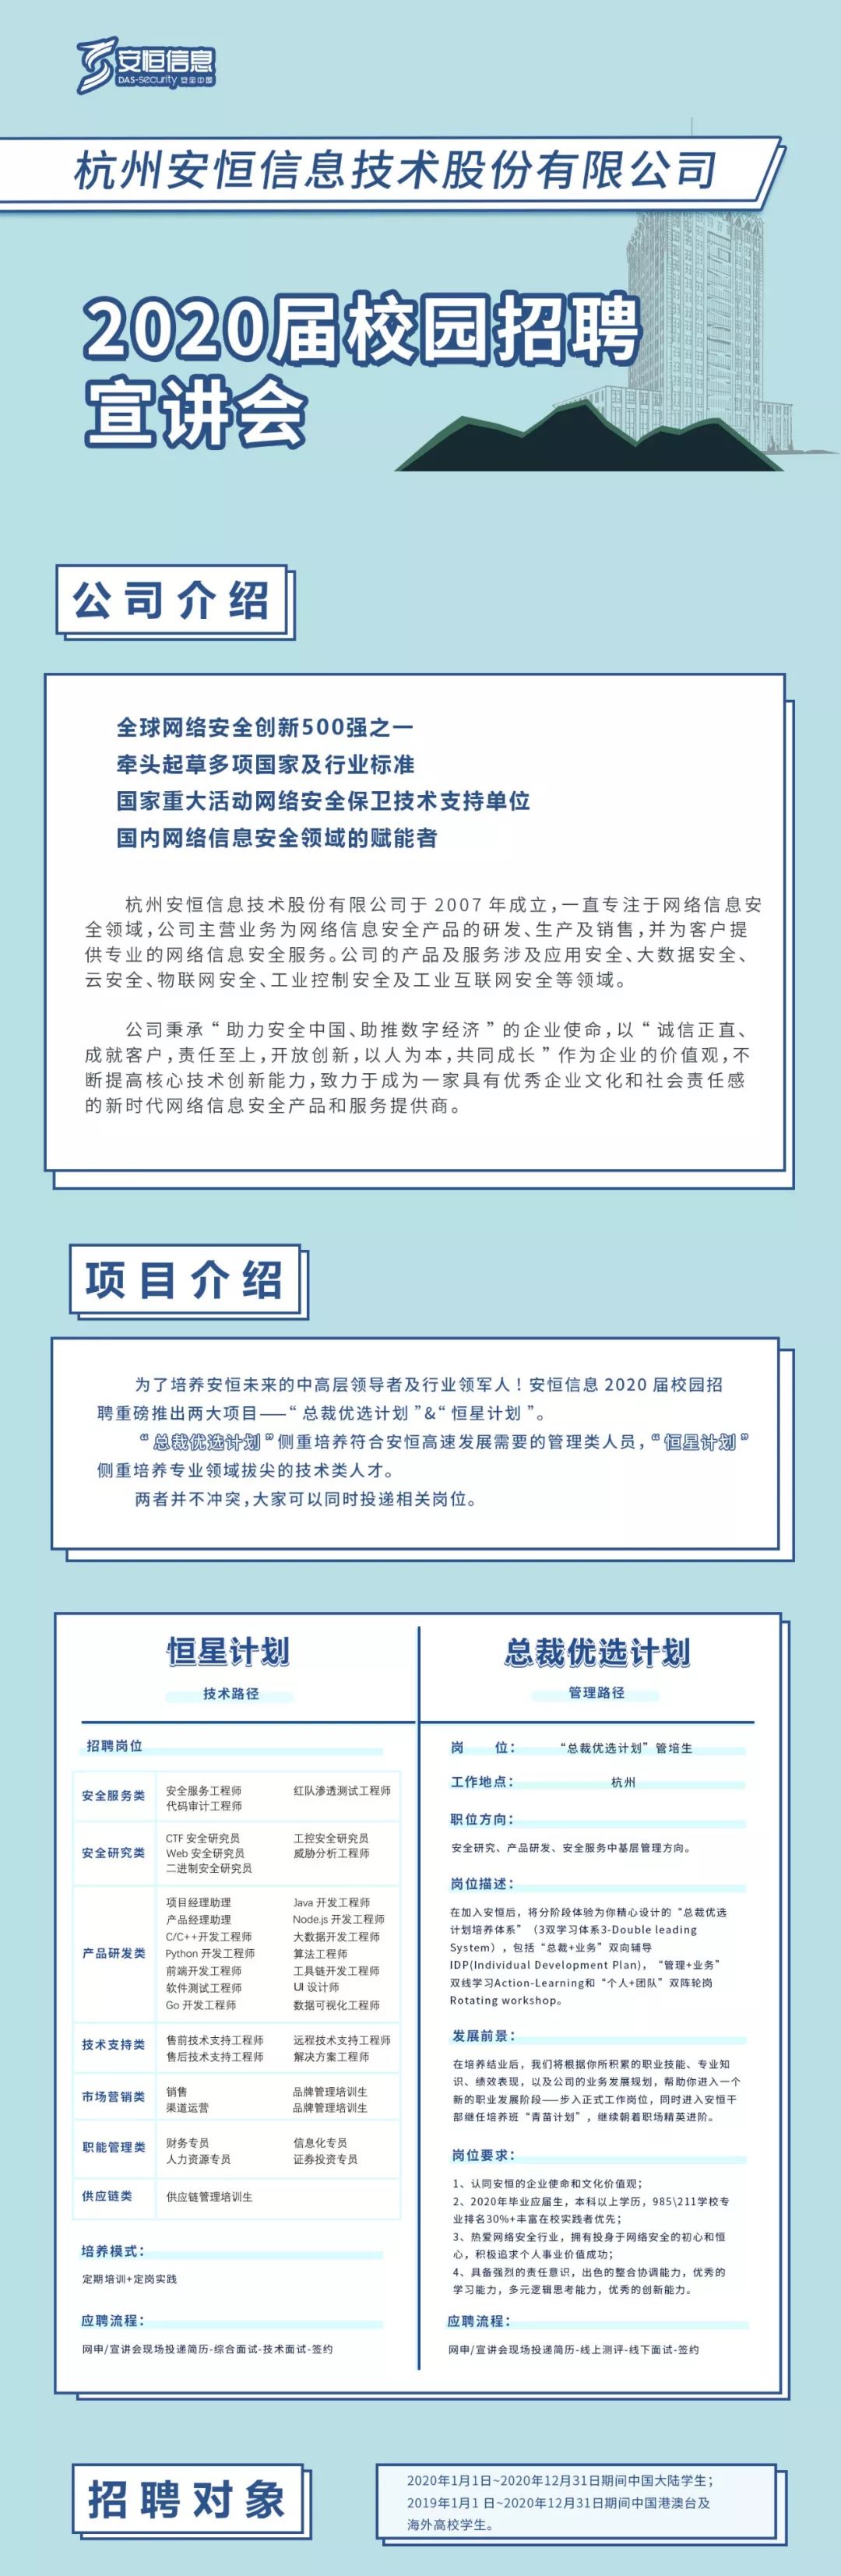 安恒信息
DAS-security 安全中国
杭州安恒信息技术股份有限公司
2020届校园招聘
宣讲会
公司介绍
全球网络安全创新500强之一
牵头起草多项国家及行业标准
国家重大活动网络安全保卫技术支持单位
国内网络信息安全领域的赋能者
杭州安恒信息技术股份有限公司于 2007 年成立,一直专注于网络信息安
全领域,公司主营业务为网络信息安全产品的研发、生产及销售,并为客户提
供专业的网络信息安全服务。公司的产品及服务涉及应用安全、大数据安全、
云安全、物联网安全、工业控制安全及工业互联网安全等领域。
公司秉承“助力安全中国、助推数字经济”的企业使命,以“诚信正直、
成就客户,责任至上,开放创新,以人为本,共同成长”作为企业的价值观,不
断提高核心技术创新能力,致力于成为一家具有优秀企业文化和社会责任感
的新时代网络信息安全产品和服务提供商。
项目介绍
为了培养安恒未来的中高层领导者及行业领军人！安恒信息 2020 届校园招
聘重磅推出两大项目——“总裁优选计划”&“恒星计划”。
“总裁优选计划”侧重培养符合安恒高速发展需要的管理类人员，“恒星计划”
侧重培养专业领域拔尖的技术类人才。
两者并不冲突,大家可以同时投递相关岗位。
恒星计划
技术路径
招聘岗位
安全服务类
安全服务工程师 红队渗透测试工程师
代码审计工程师
安全研究类
CTF 安全研究员 工控安全研究员
Web 安全研究员 威胁分析工程师
二进制安全研究员
产品研发类
项目经理助理 Java 开发工程师
产品经理助理 Node.js 开发工程师
C/C++开发工程师 大数据开发工程师
Python 开发工程师 算法工程师
前端开发工程师 工具链开发工程师
软件测试工程师 UI 设计师
Go 开发工程师 数据可视化工程师
技术支持类
售前技术支持工程师 远程技术支持工程师
售后技术支持工程师 解决方案工程师
市场营销类
销售 品牌管理培训生
渠道运营 品牌管理培训生
职能管理类
财务专员 信息化专员
人力资源专员 证券投资专员
供应链类
供应链管理培训生
培养模式：
定期培训+定岗实践
应聘流程：
网申/宣讲会现场投递简历-综合面试-技术面试-签约
总裁优选计划
管理路径
岗 位： “总裁优选计划”管培生
工作地点： 杭州
职位方向：
安全研究、产品研发、安全服务中基层管理方向。
岗位描述：
在加入安恒后，将分阶段体验为你精心设计的“总裁优选
计划培养体系”（3双学习体系3-Double leading
System），包括“总裁+业务”双向辅导
IDP(Individual Development Plan)，“管理+业务”
双线学习Action-Learning和“个人+团队”双阵轮岗
Rotating workshop。
发展前景：
在培养结业后，我们将根据你所积累的职业技能、专业知
识、绩效表现，以及公司的业务发展规划，帮助你进入一个
新的职业发展阶段——步入正式工作岗位，同时进入安恒干
部继任培养班“青苗计划”，继续朝着职场精英进阶。
岗位要求：
1、认同安恒的企业使命和文化价值观；
2、2020年毕业应届生，本科以上学历，985\211学校专
业排名30%+丰富在校实践者优先；
3、热爱网络安全行业，拥有投身于网络安全的初心和恒
心，积极追求个人事业价值成功；
4、具备强烈的责任意识，出色的整合协调能力，优秀的
学习能力，多元逻辑思考能力，优秀的创新能力。
应聘流程：
网申/宣讲会现场投递简历-线上测评-线下面试-签约
招聘对象
2020年1月1日~2020年12月31日期间中国大陆学生；
2019年1月1 日~2020年12月31日期间中国港澳台及
海外高校学生。